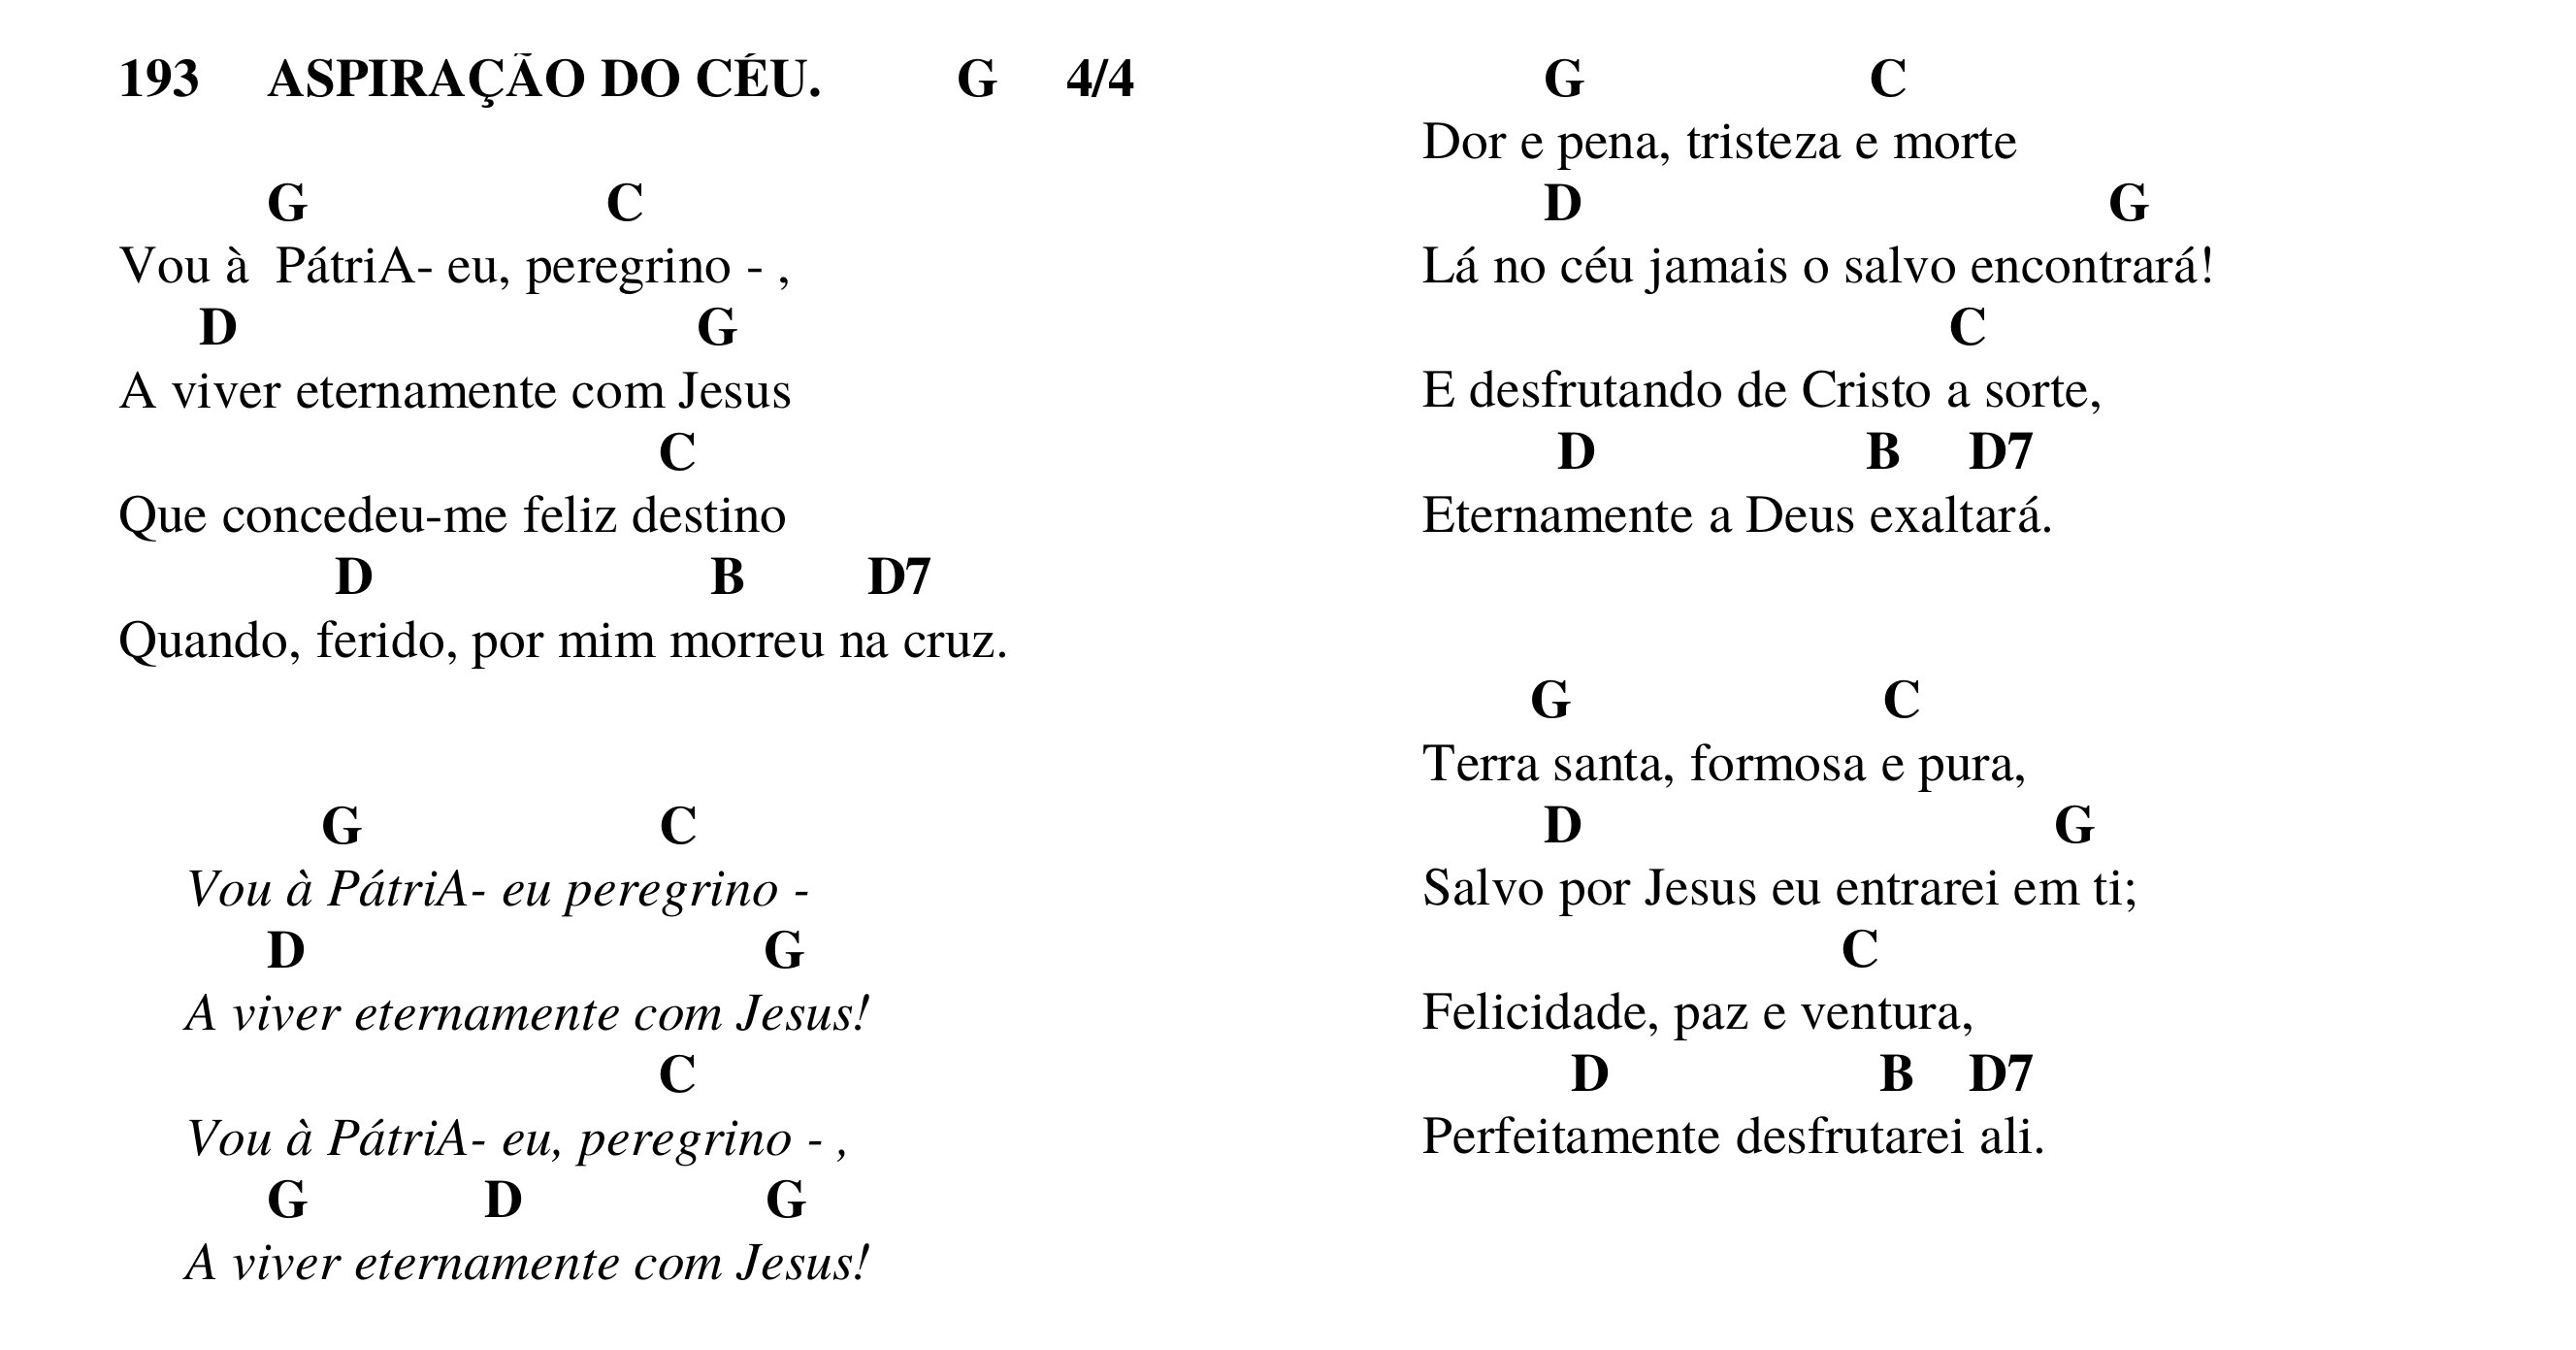 193 ASPIRAÇÃO DO CÉU. G 4/4
G C
Vou à PátriA- eu, peregrino - ,
D G
A viver eternamente com Jesus
C
Que concedeu-me feliz destino
D B D7
Quando, ferido, por mim morreu na cruz.
G C
Vou à PátriA- eu peregrino -
D G
A viver eternamente com Jesus!
C
Vou à PátriA- eu, peregrino - ,
G D G
A viver eternamente com Jesus!
G C
Dor e pena, tristeza e morte
D G
Lá no céu jamais o salvo encontrará!
C
E desfrutando de Cristo a sorte,
D B D7
Eternamente a Deus exaltará.
G C
Terra santa, formosa e pura,
D G
Salvo por Jesus eu entrarei em ti;
C
Felicidade, paz e ventura,
D B D7
Perfeitamente desfrutarei ali.